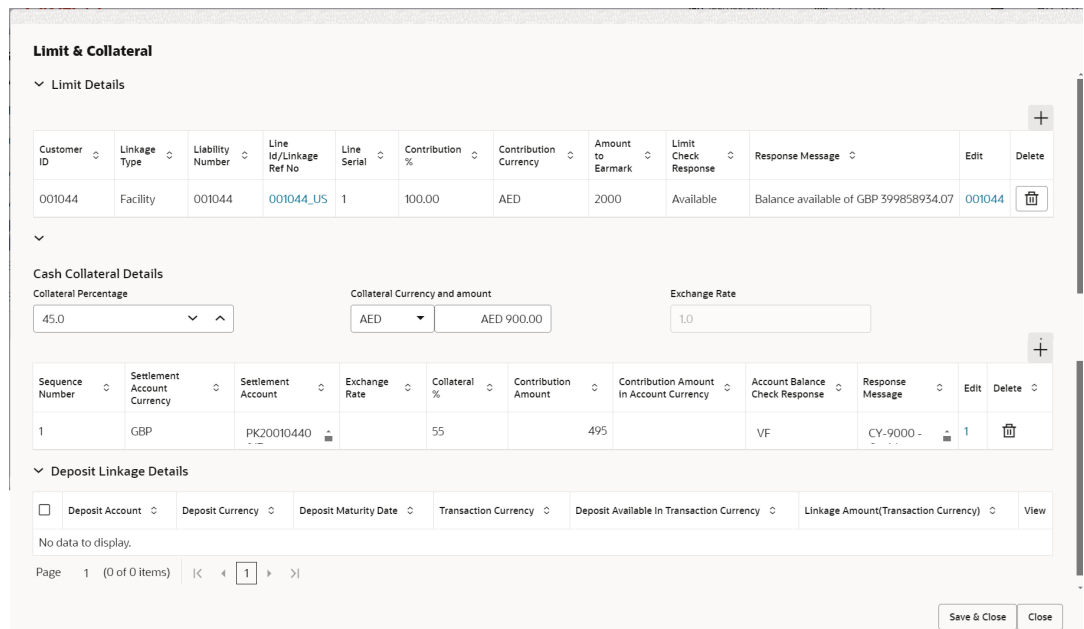 Limit & Collateral
Limit Details
Customer ID
Linkage Type
Liability Number
Line Id/Linkage Ref No
Line Serial
Contribution %
Contribution Currency
Amount to Earmark
Limit Check Response
Response Message
Edit
Delete
001044 Facility 001044 001044_US 1 100.00 AED 2000 Available Balance available of GBP 399858934.07 001044
Cash Collateral Details
Collateral Percentage Collateral Currency and amount Exchange Rate
45.0 AED AED 900.00 1.0
Sequence Number
Settlement Account Currency
Settlement Account
Exchange Rate
Collateral %
Contribution Amount
Contribution Amount in Account Currency
Account Balance Check Response
Response Message
Edit
Delete
1 GBP PK20010440 55 495 VF CY-9000 - 1
Deposit Linkage Details
Deposit Account Deposit Currency Deposit Maturity Date Transaction Currency Deposit Available In Transaction Currency Linkage Amount(Transaction Currency) View
No data to display.
Page 1 (0 of 0 items) 1
Save & Close Close